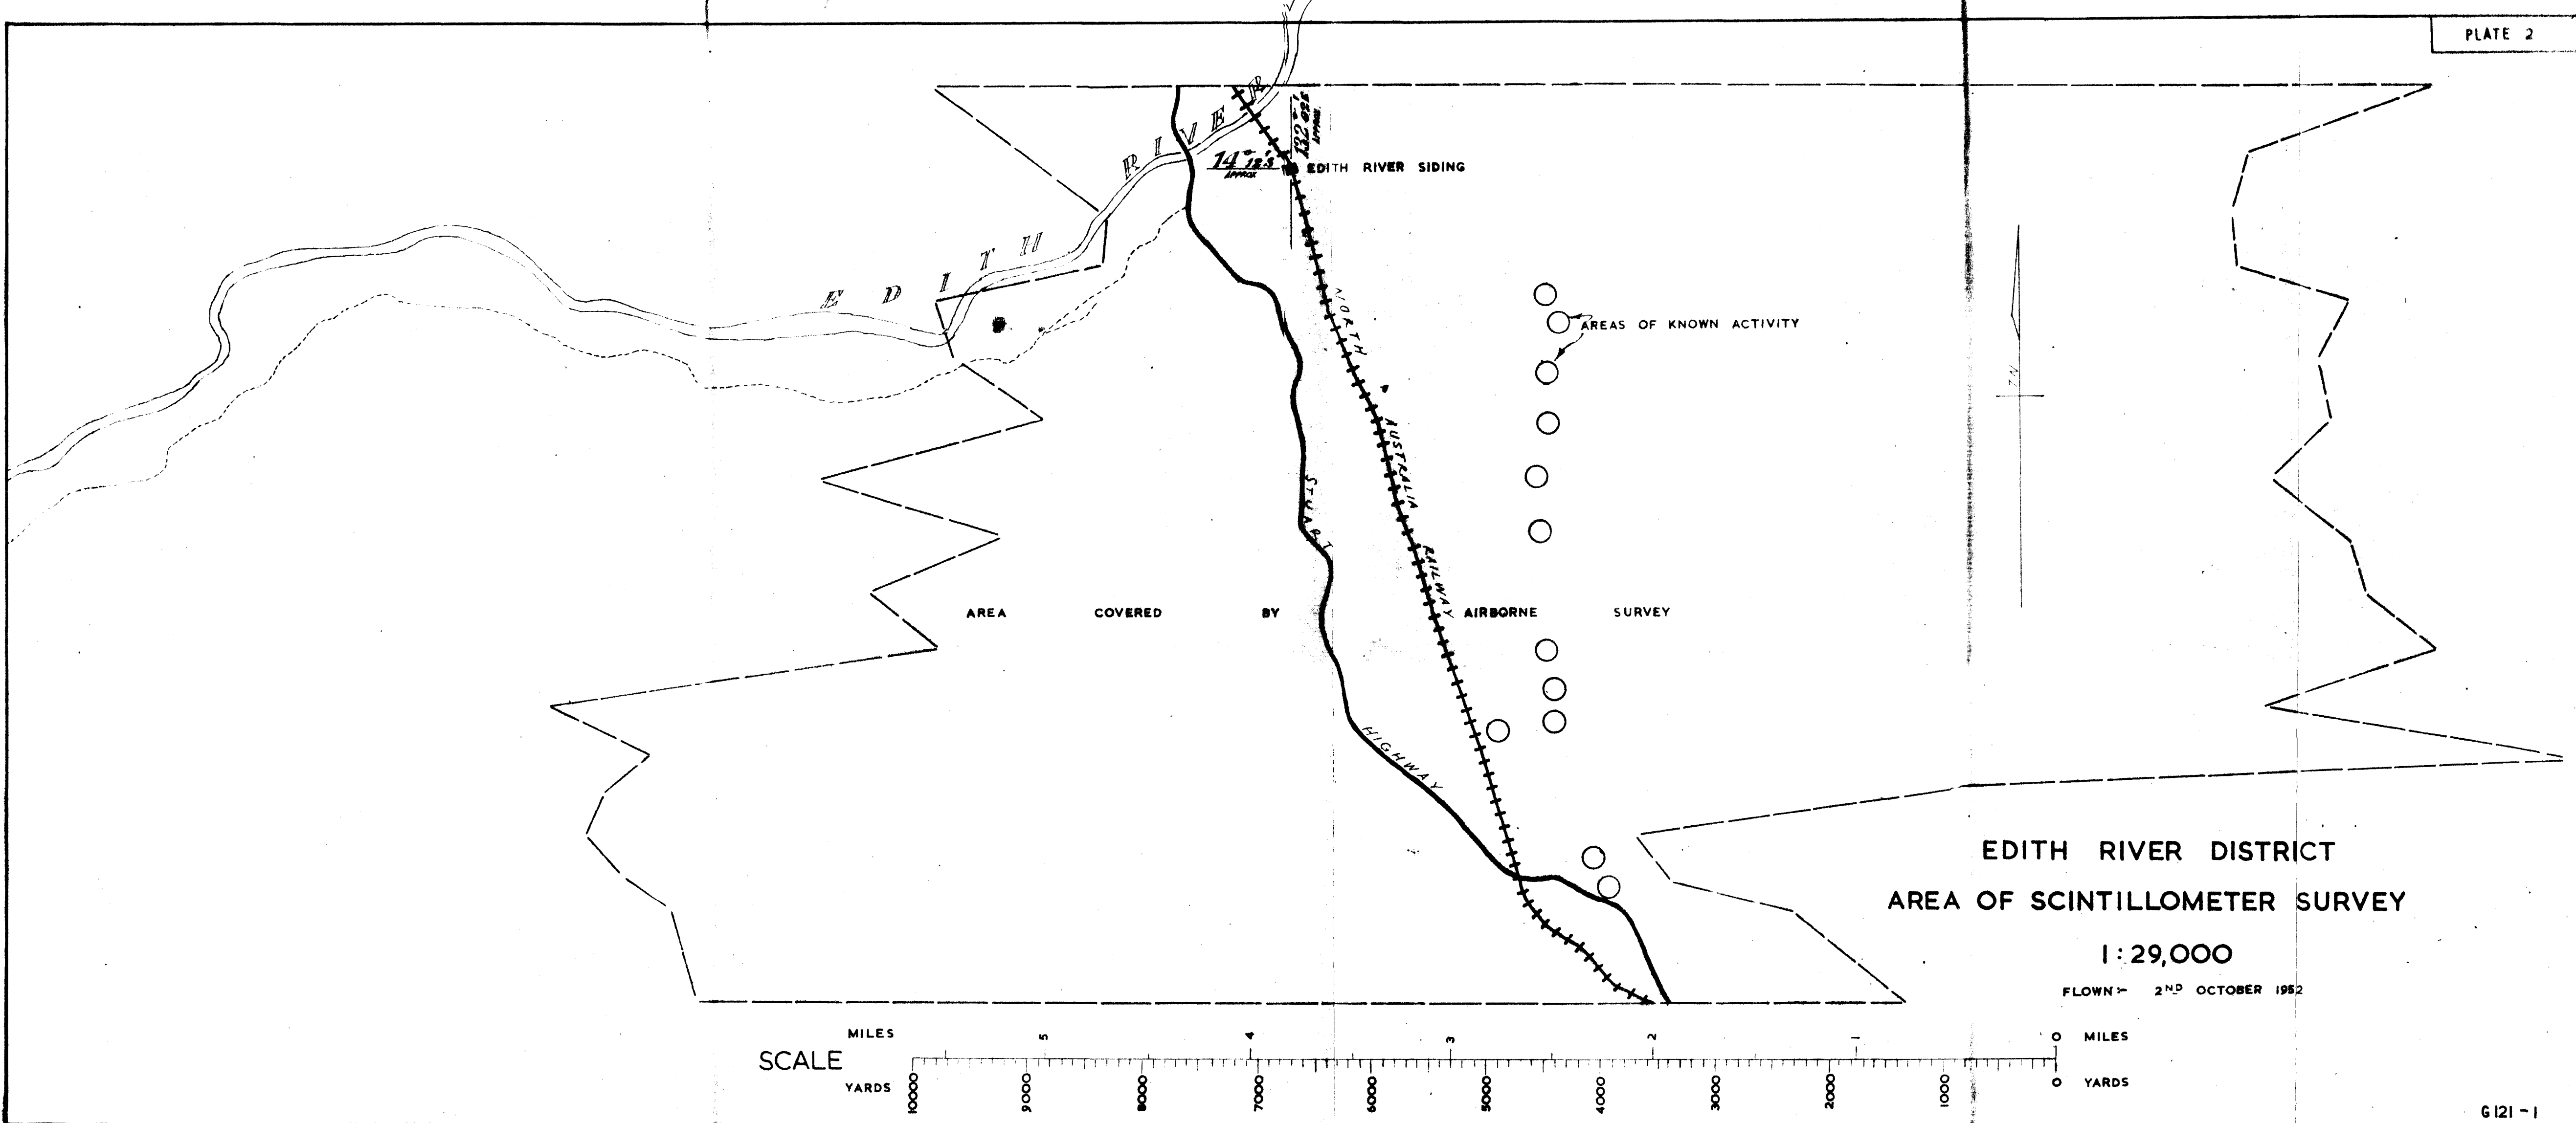 PLATE 2
EDITH RIVER
14° 12'S
APPROX
132° 02'E
APPROX
EDITH RIVER SIDING
NORTH AUSTRALIA RAILWAY
AREAS OF KNOWN ACTIVITY
TN
STUART HIGHWAY
AREA COVERED BY AIRBORNE SURVEY
EDITH RIVER DISTRICT
AREA OF SCINTILLOMETER SURVEY
1:29,000
FLOWN:- 2ND OCTOBER 1952
SCALE
MILES 5 4 3 2 1 0 MILES
YARDS 10000 9000 8000 7000 6000 5000 4000 3000 2000 1000 0 YARDS
G121-1